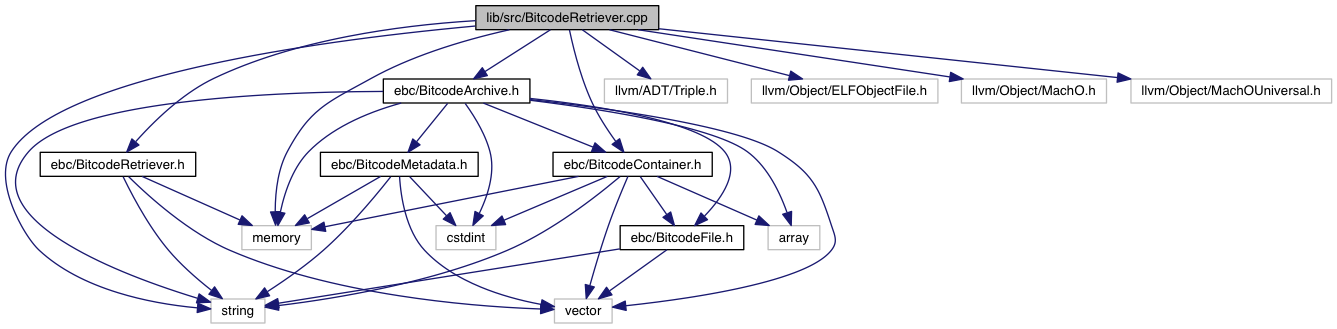 lib/src/BitcodeRetriever.cpp
ebc/BitcodeArchive.h
llvm/ADT/Triple.h
llvm/Object/ELFObjectFile.h
llvm/Object/MachO.h
llvm/Object/MachOUniversal.h
ebc/BitcodeRetriever.h
ebc/BitcodeMetadata.h
ebc/BitcodeContainer.h
memory
cstdint
ebc/BitcodeFile.h
array
string
vector